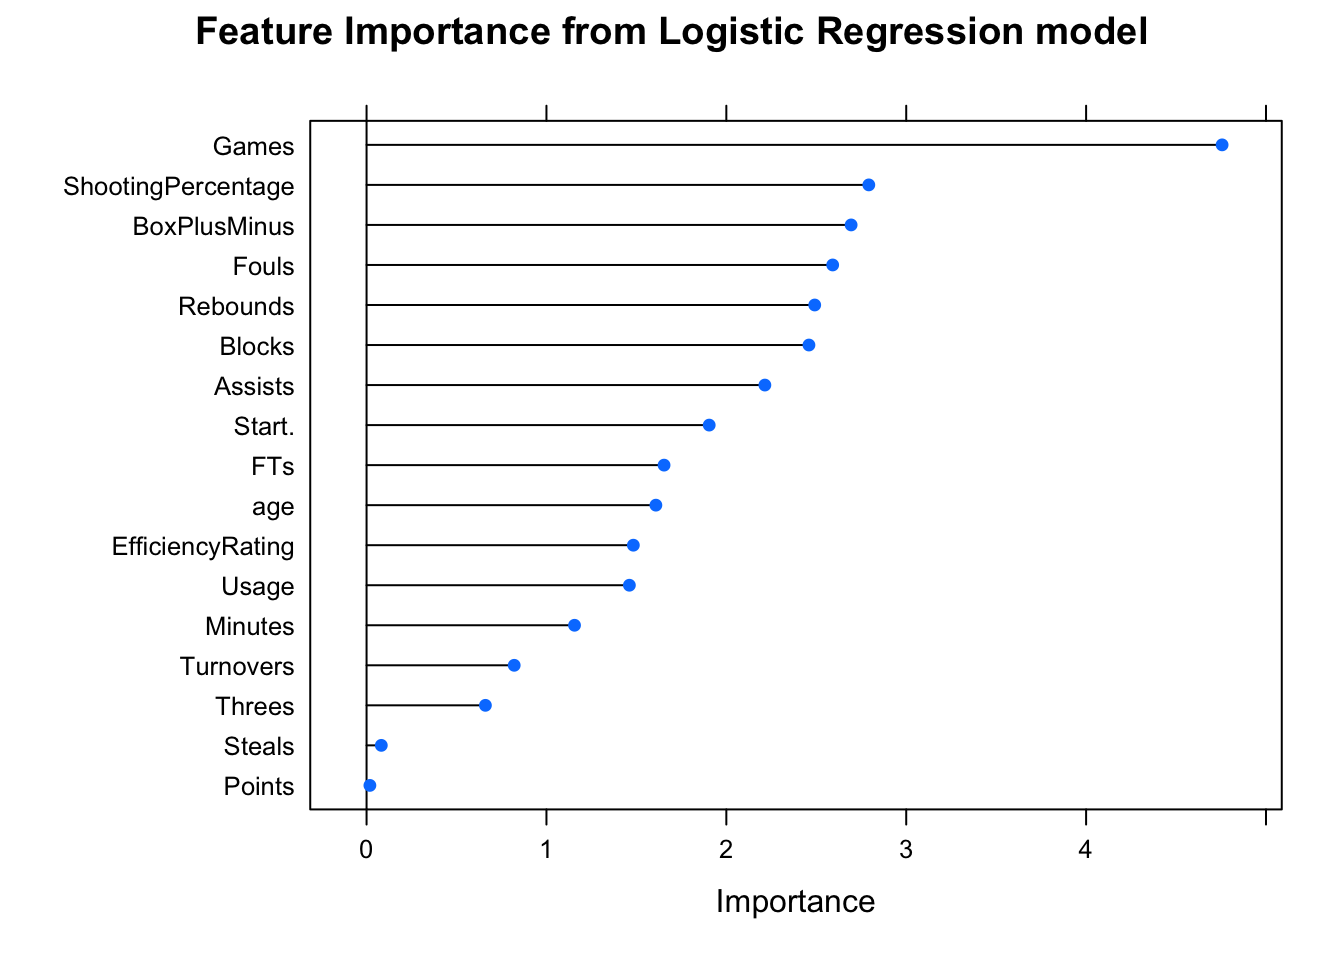 Feature Importance from Logistic Regression model
Games
ShootingPercentage
BoxPlusMinus
Fouls
Rebounds
Blocks
Assists
Start.
FTs
age
EfficiencyRating
Usage
Minutes
Turnovers
Threes
Steals
Points
0 1 2 3 4
Importance